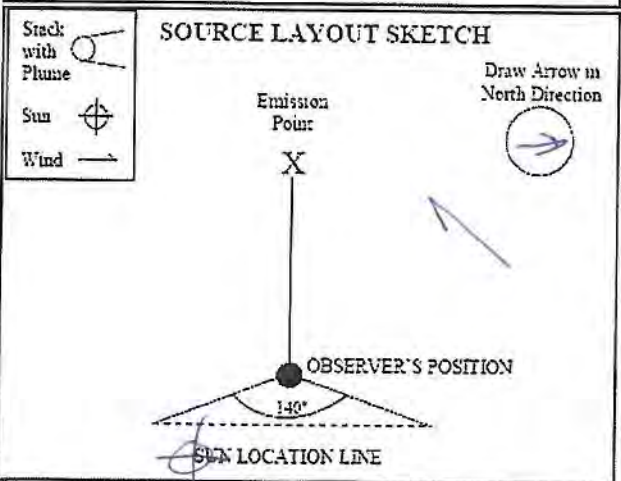 SOURCE LAYOUT SKETCH
Stack
with
Plume
Sun
Wind
Emission
Point
X
Draw Arrow in
North Direction
OBSERVER'S POSITION
140°
SUN LOCATION LINE